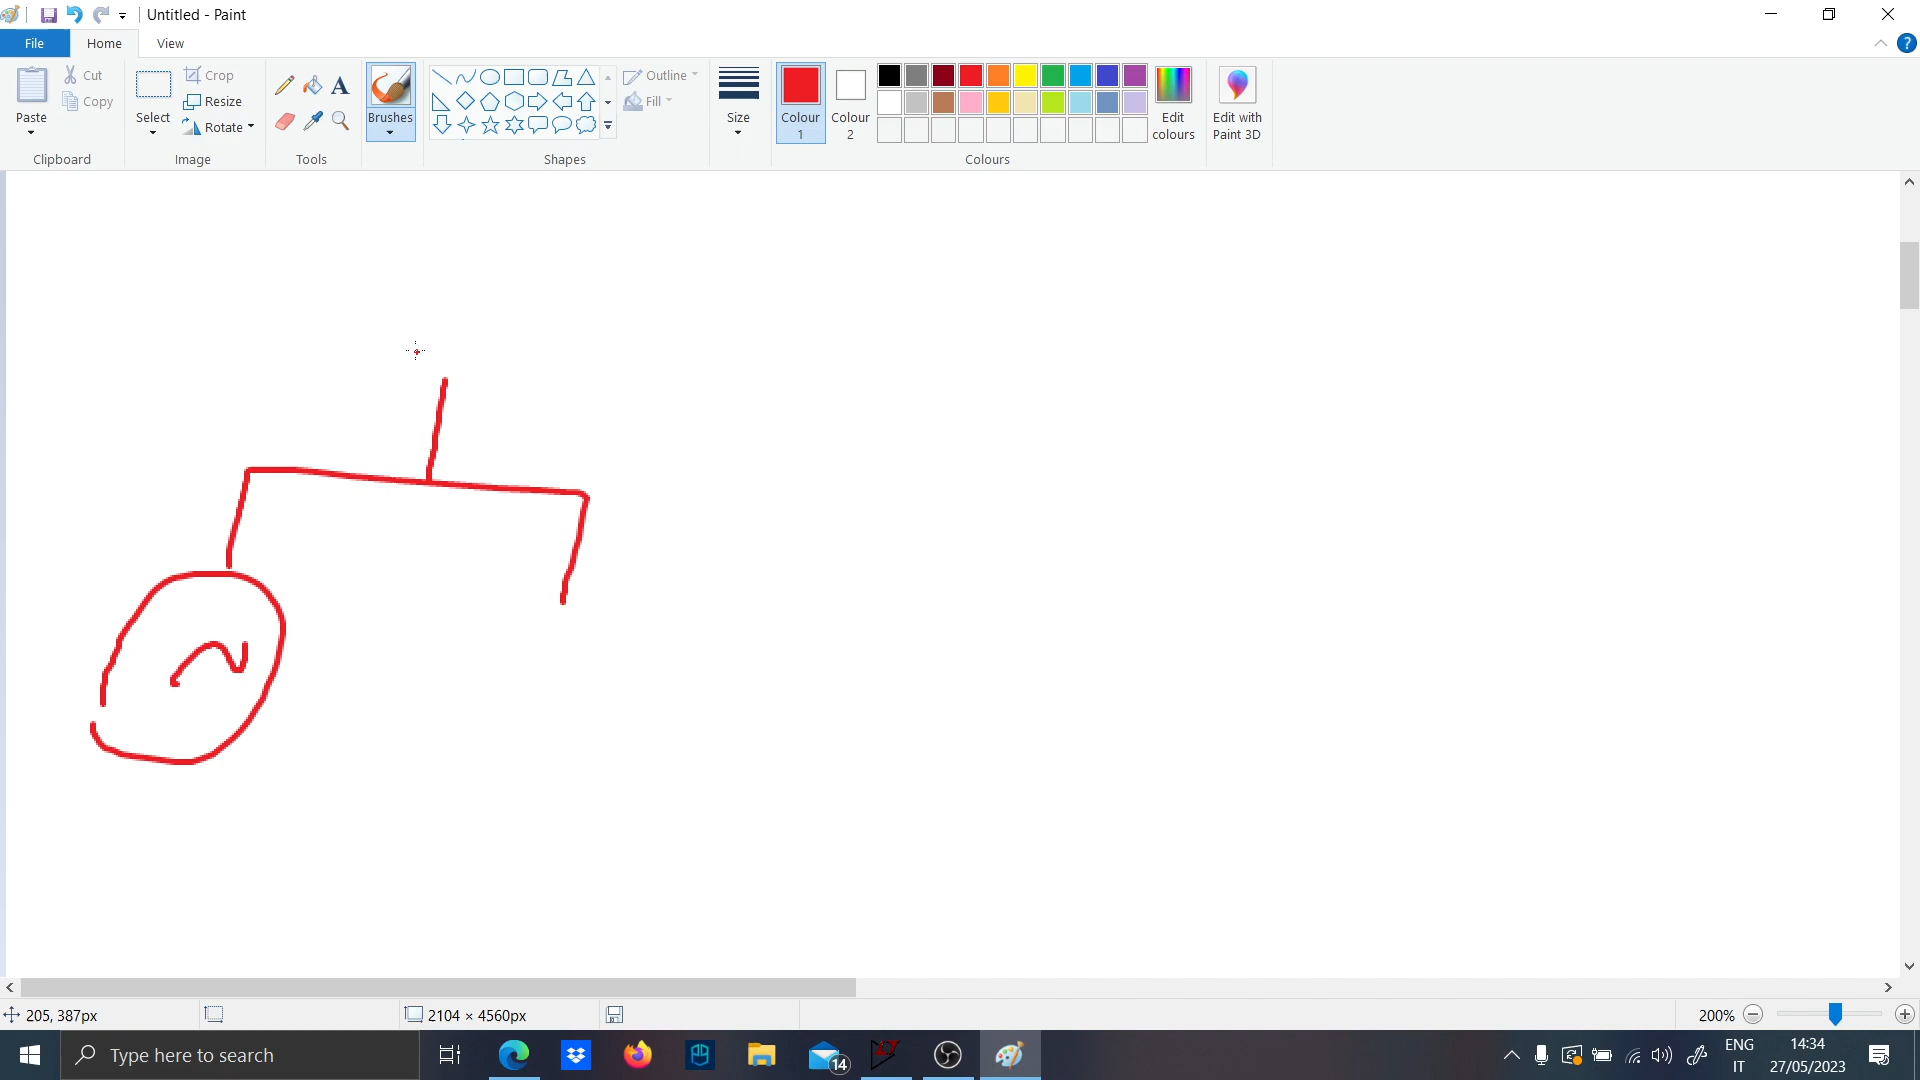 Untitled - Paint
File Home View
Paste
Cut
Copy
Clipboard
Select
Crop
Resize
Rotate
Image
A
Tools
Brushes
Outline
Fill
Shapes
Size
Colour 1
Colour 2
Edit colours
Colours
Edit with Paint 3D
?
205, 387px
2104 × 4560px
200%
Type here to search
14
ENG
IT
14:34
27/05/2023